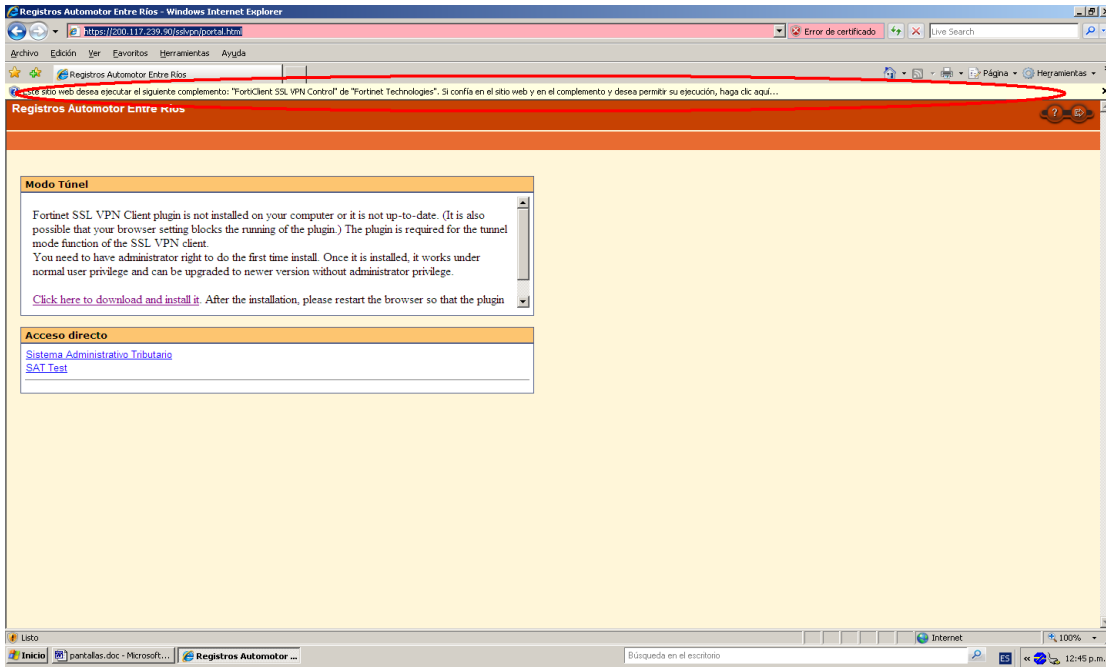 Registros Automotor Entre Ríos - Windows Internet Explorer
https://200.117.239.90/sslvpn/portal.html
Error de certificado
Live Search
Archivo Edición Ver Favoritos Herramientas Ayuda
Registros Automotor Entre Ríos
Página
Herramientas
Este sitio web desea ejecutar el siguiente complemento: "FortiClient SSL VPN Control" de "Fortinet Technologies". Si confía en el sitio web y en el complemento y desea permitir su ejecución, haga clic aquí...
Registros Automotor Entre Ríos
?
Modo Túnel
Fortinet SSL VPN Client plugin is not installed on your computer or it is not up-to-date. (It is also
possible that your browser setting blocks the running of the plugin.) The plugin is required for the tunnel
mode function of the SSL VPN client.
You need to have administrator right to do the first time install. Once it is installed, it works under
normal user privilege and can be upgraded to newer version without administrator privilege.
Click here to download and install it. After the installation, please restart the browser so that the plugin
Acceso directo
Sistema Administrativo Tributario
SAT Test
Listo
Internet
100%
Inicio
pantallas.doc - Microsoft...
Registros Automotor ...
Búsqueda en el escritorio
ES
«
12:45 p.m.